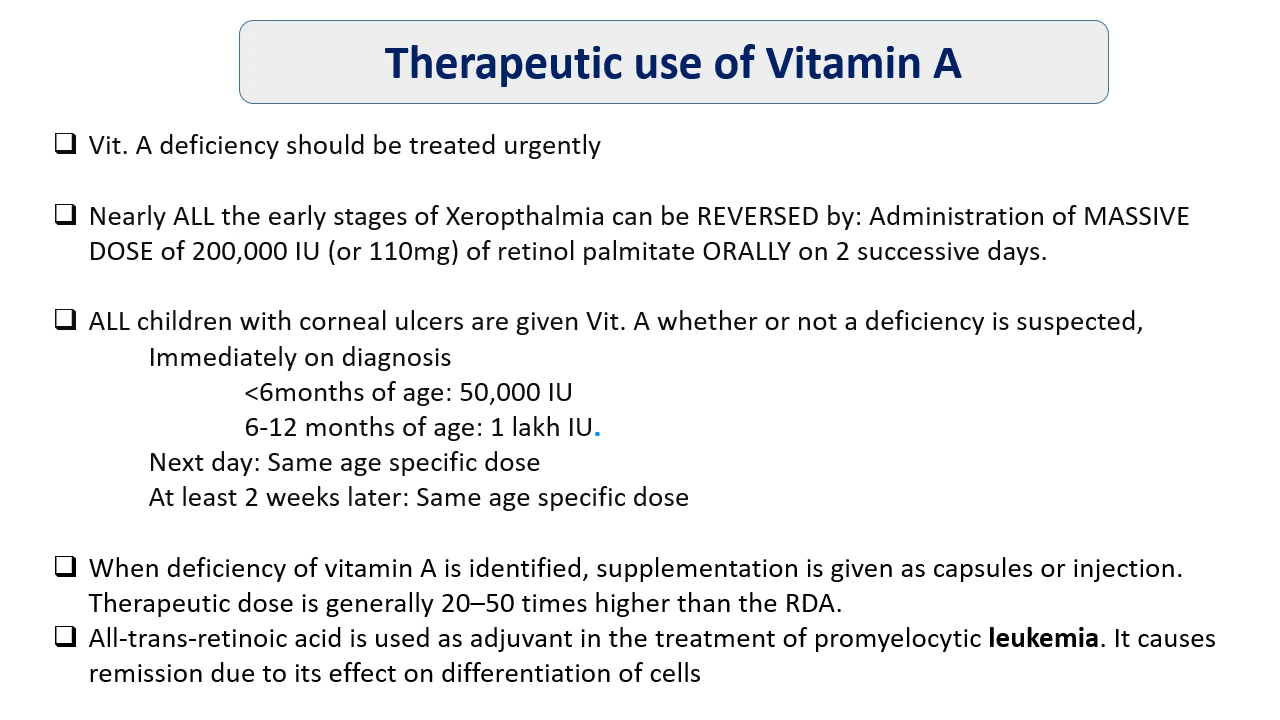 Therapeutic use of Vitamin A
❑ Vit. A deficiency should be treated urgently
❑ Nearly ALL the early stages of Xeropthalmia can be REVERSED by: Administration of MASSIVE
DOSE of 200,000 IU (or 110mg) of retinol palmitate ORALLY on 2 successive days.
❑ ALL children with corneal ulcers are given Vit. A whether or not a deficiency is suspected,
Immediately on diagnosis
<6months of age: 50,000 IU
6-12 months of age: 1 lakh IU.
Next day: Same age specific dose
At least 2 weeks later: Same age specific dose
❑ When deficiency of vitamin A is identified, supplementation is given as capsules or injection.
Therapeutic dose is generally 20–50 times higher than the RDA.
❑ All-trans-retinoic acid is used as adjuvant in the treatment of promyelocytic leukemia. It causes
remission due to its effect on differentiation of cells